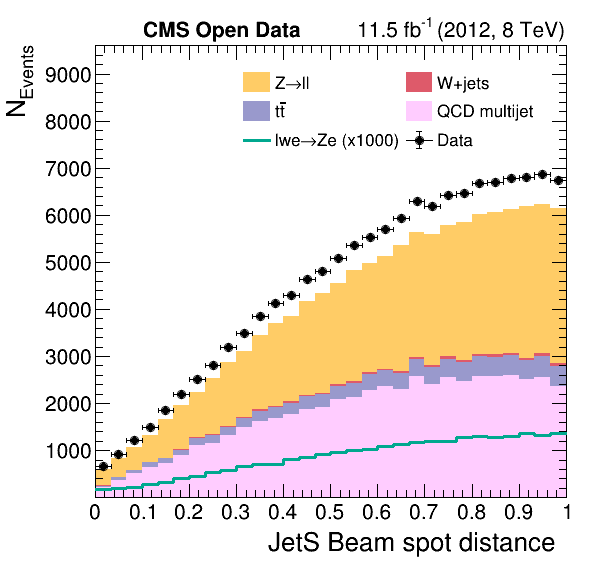 CMS Open Data 11.5 fb⁻¹ (2012, 8 TeV)
N_Events
Z→ll W+jets
tt̄ QCD multijet
lwe→Ze (x1000) Data
9000
8000
7000
6000
5000
4000
3000
2000
1000
0 0.1 0.2 0.3 0.4 0.5 0.6 0.7 0.8 0.9 1
JetS Beam spot distance